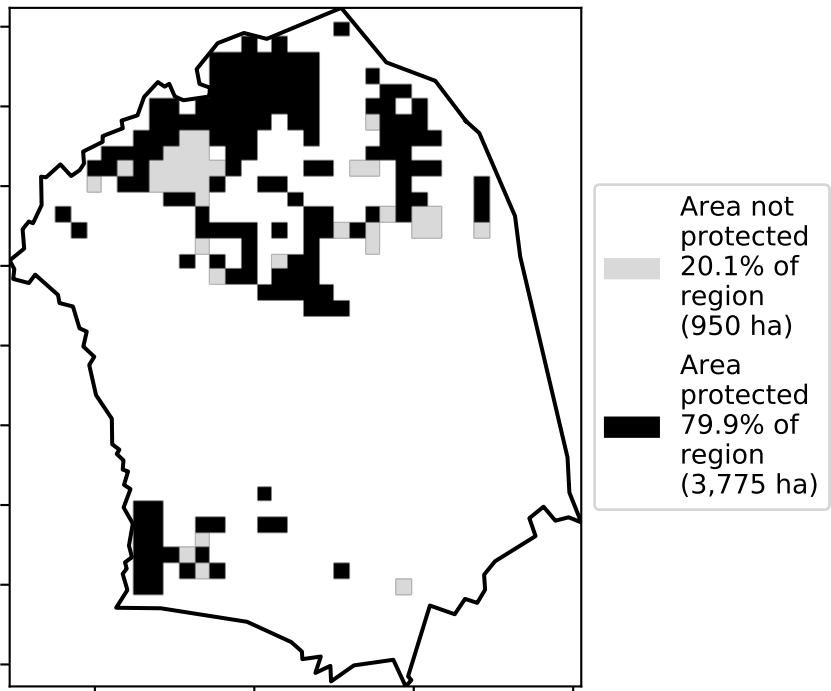 Area not
protected
20.1% of
region
(950 ha)
Area
protected
79.9% of
region
(3,775 ha)